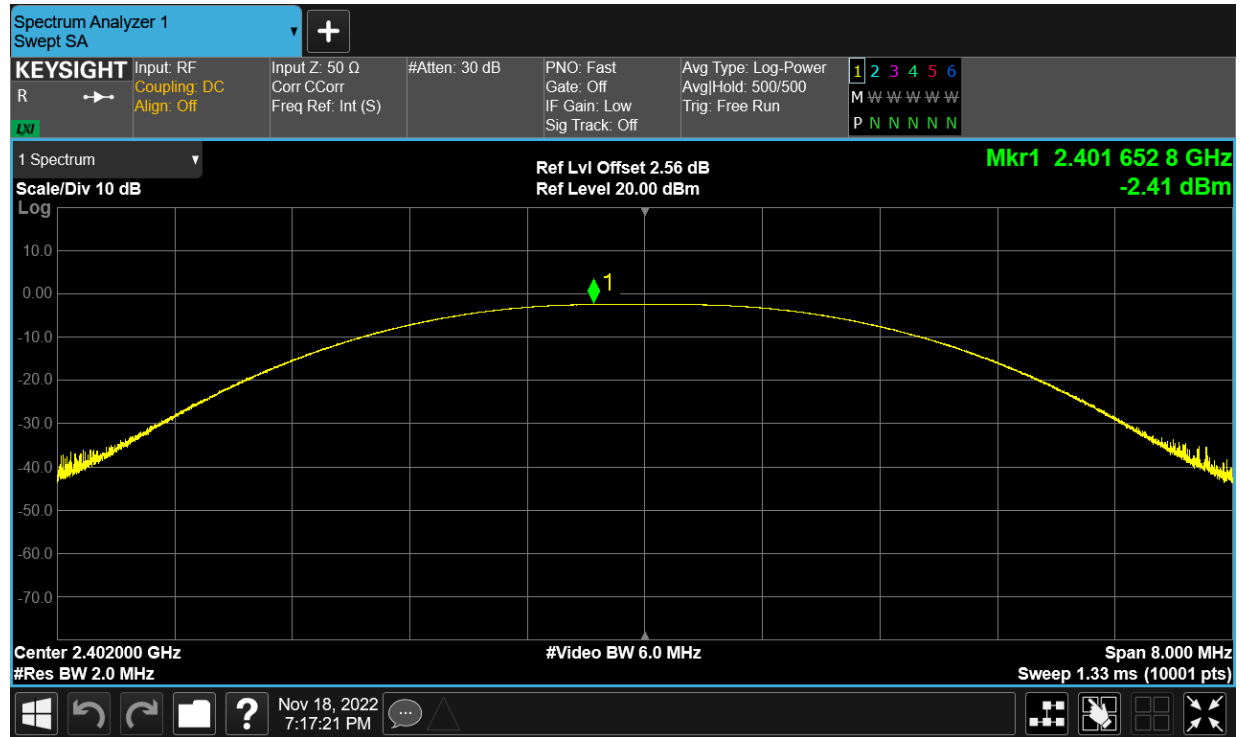 Spectrum Analyzer 1
Swept SA
KEYSIGHT
R
LXI
Input: RF
Coupling: DC
Align: Off
Input Z: 50 Ω
Corr CCorr
Freq Ref: Int (S)
#Atten: 30 dB
PNO: Fast
Gate: Off
IF Gain: Low
Sig Track: Off
Avg Type: Log-Power
Avg|Hold: 500/500
Trig: Free Run
1 2 3 4 5 6
M W W W W W
P N N N N N
1 Spectrum
Scale/Div 10 dB
Log
Ref Lvl Offset 2.56 dB
Ref Level 20.00 dBm
Mkr1 2.401 652 8 GHz
-2.41 dBm
1
10.0
0.00
-10.0
-20.0
-30.0
-40.0
-50.0
-60.0
-70.0
Center 2.402000 GHz
#Video BW 6.0 MHz
Span 8.000 MHz
#Res BW 2.0 MHz
Sweep 1.33 ms (10001 pts)
?
Nov 18, 2022
7:17:21 PM